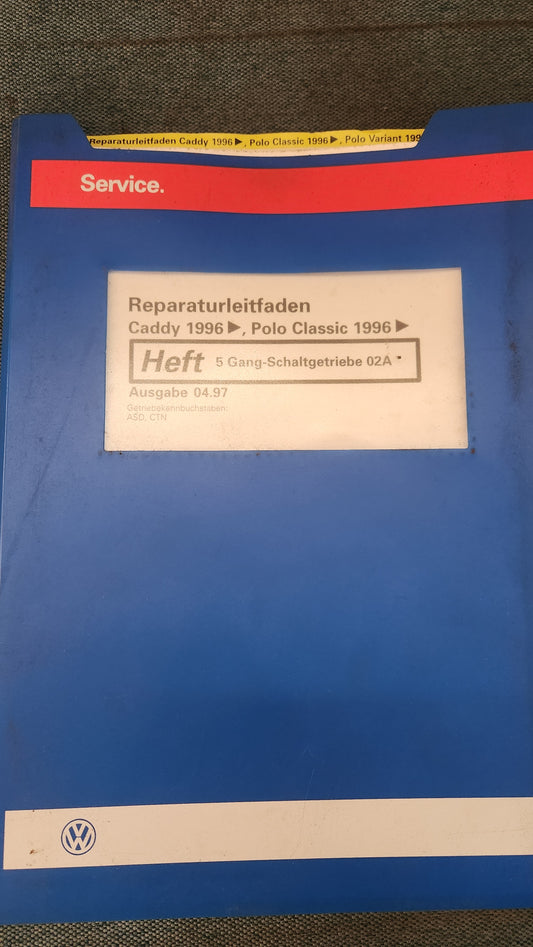 Reparaturleitfaden Caddy 1996 ▶, Polo Classic 1996 ▶, Polo Variant 199
Service.
Reparaturleitfaden
Caddy 1996 ▶, Polo Classic 1996 ▶
Heft 5 Gang-Schaltgetriebe 02A
Ausgabe 04.97
Getriebekennbuchstaben:
ASD, CTN
VW